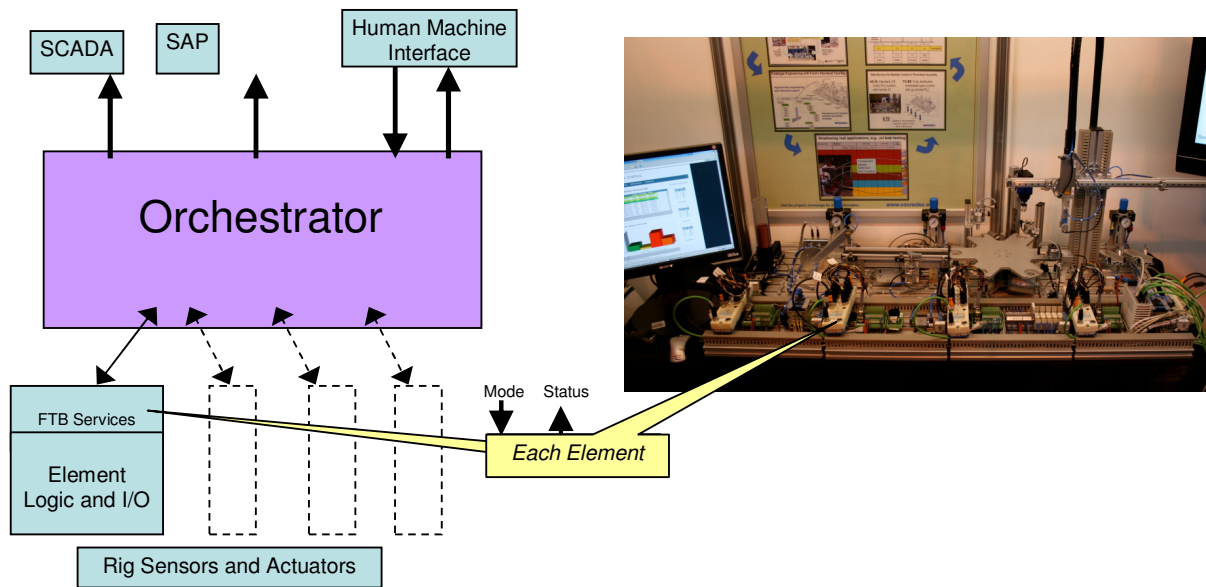 SCADA
SAP
Human Machine
Interface
Orchestrator
FTB Services
Element
Logic and I/O
Mode
Status
Each Element
Rig Sensors and Actuators